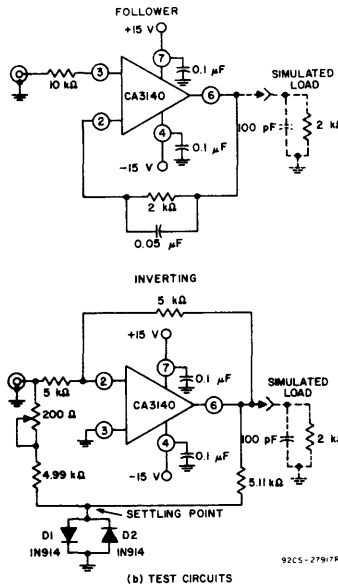 FOLLOWER
+15 V
7
0.1 µF
3
10 kΩ
CA3140
6
SIMULATED
LOAD
2
4
100 pF
2 kΩ
0.1 µF
-15 V
2 kΩ
0.05 µF
INVERTING
5 kΩ
+15 V
7
0.1 µF
5 kΩ
2
CA3140
6
SIMULATED
LOAD
200 Ω
3
4
100 pF
2 k
0.1 µF
4.99 kΩ
-15 V
5.11 kΩ
SETTLING POINT
D1
D2
1N914
1N914
92CS-27917R
(b) TEST CIRCUITS